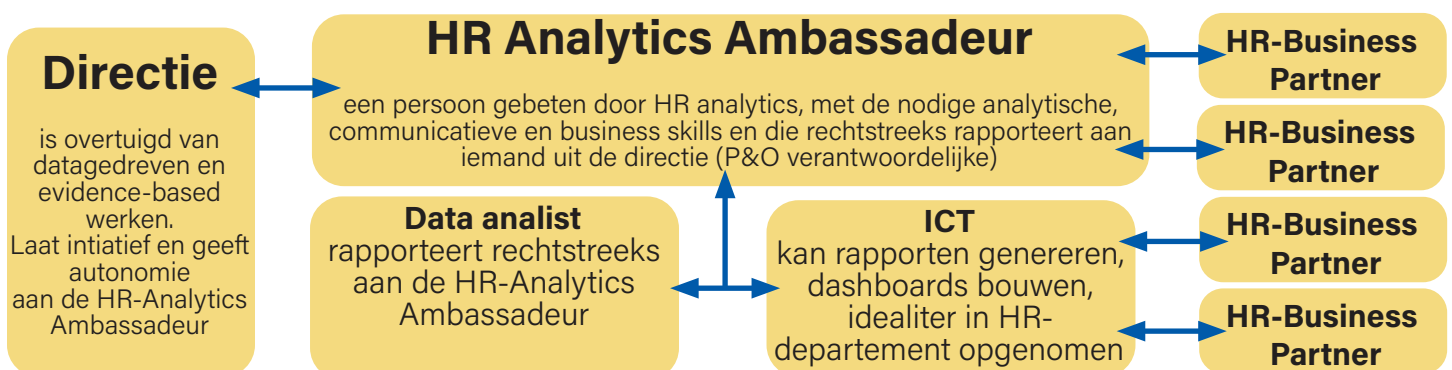 Directie
is overtuigd van
datagedreven en
evidence-based
werken.
Laat intiatief en geeft
autonomie
aan de HR-Analytics
Ambassadeur
HR Analytics Ambassadeur
een persoon gebeten door HR analytics, met de nodige analytische,
communicatieve en business skills en die rechtstreeks rapporteert aan
iemand uit de directie (P&O verantwoordelijke)
Data analist
rapporteert rechtstreeks
aan de HR-Analytics
Ambassadeur
ICT
kan rapporten genereren,
dashboards bouwen,
idealiter in HR-
departement opgenomen
HR-Business
Partner
HR-Business
Partner
HR-Business
Partner
HR-Business
Partner